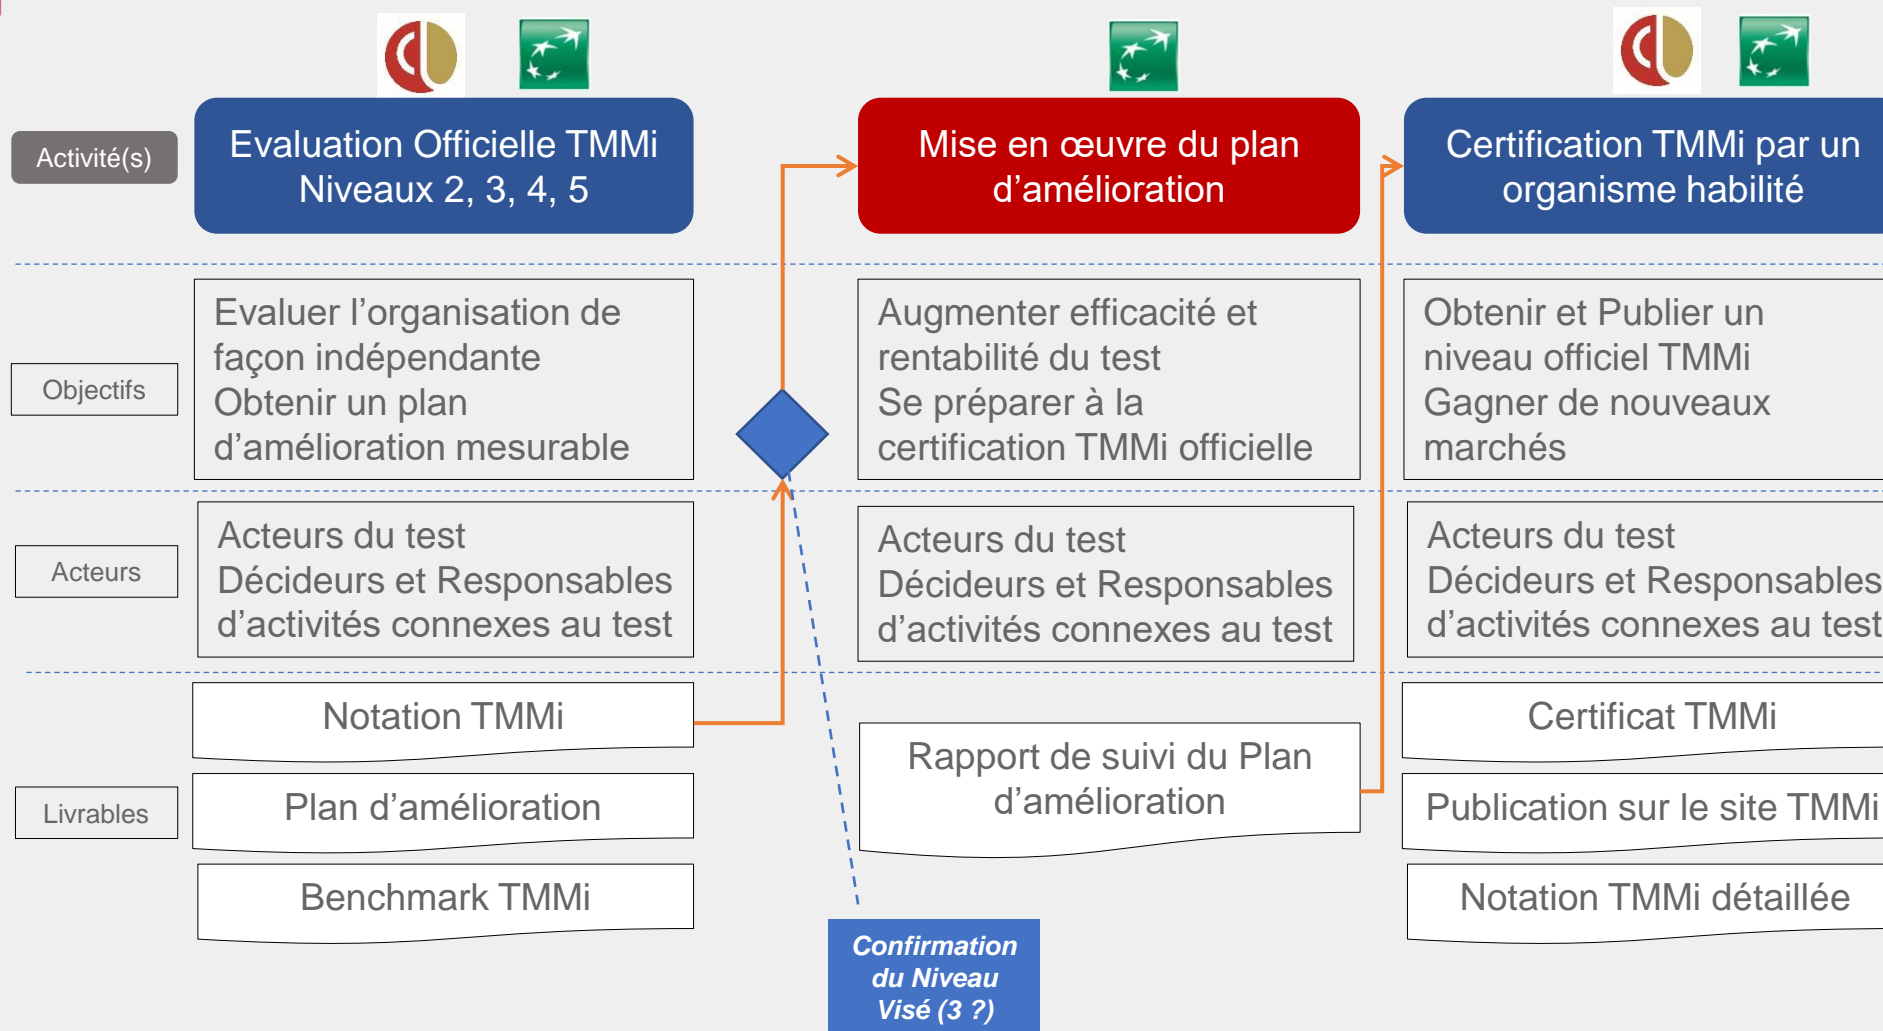 Activité(s)
Evaluation Officielle TMMi
Niveaux 2, 3, 4, 5
Mise en œuvre du plan
d’amélioration
Certification TMMi par un
organisme habilité
Objectifs
Evaluer l’organisation de
façon indépendante
Obtenir un plan
d’amélioration mesurable
Augmenter efficacité et
rentabilité du test
Se préparer à la
certification TMMi officielle
Obtenir et Publier un
niveau officiel TMMi
Gagner de nouveaux
marchés
Acteurs
Acteurs du test
Décideurs et Responsables
d’activités connexes au test
Acteurs du test
Décideurs et Responsables
d’activités connexes au test
Acteurs du test
Décideurs et Responsables
d’activités connexes au test
Livrables
Notation TMMi
Plan d’amélioration
Benchmark TMMi
Rapport de suivi du Plan
d’amélioration
Certificat TMMi
Publication sur le site TMMi
Notation TMMi détaillée
Confirmation
du Niveau
Visé (3 ?)